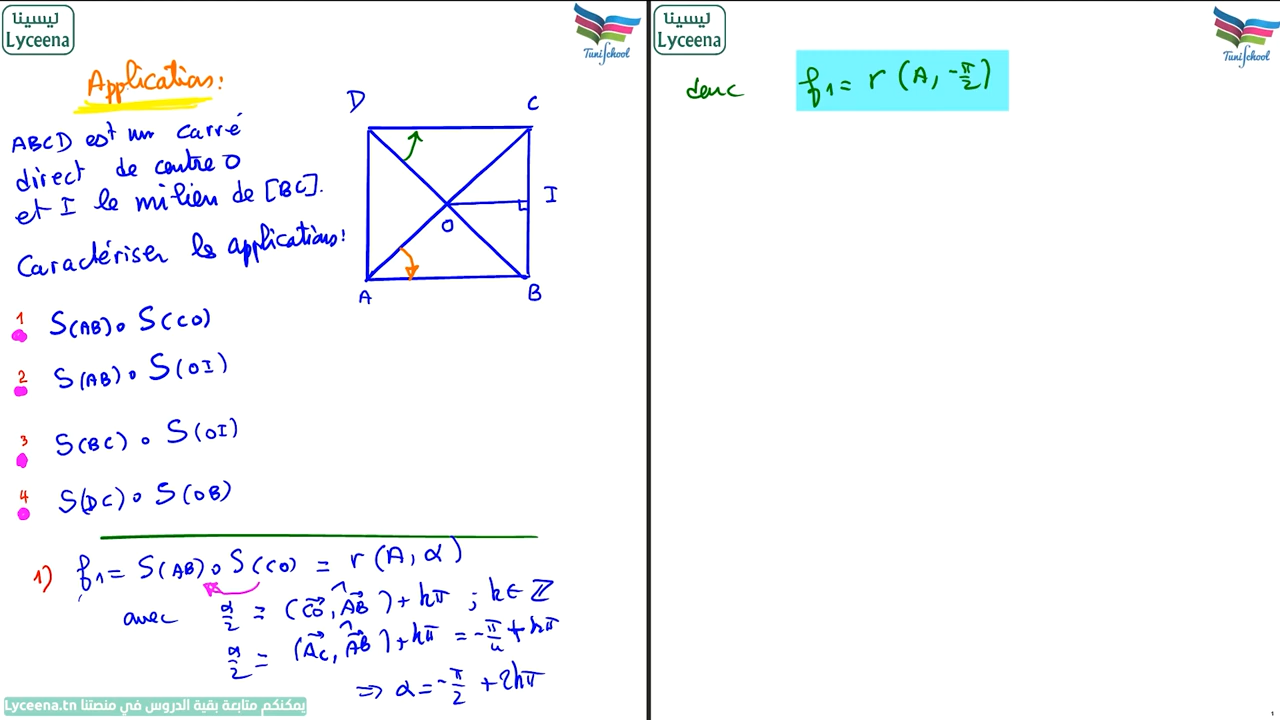 ليسينا
Lyceena
TuniSchool
Applications:
ABCD est un carré
direct de centre O
et I le milieu de [BC].
Caractériser les applications:
D
C
I
O
A
B
1 S(AB) ∘ S(CO)
2 S(AB) ∘ S(OI)
3 S(BC) ∘ S(OI)
4 S(DC) ∘ S(OB)
1) f₁ = S(AB) ∘ S(CO) = r (A, α)
avec α/2 = (CO⃗, AB⃗) + kπ ; k ∈ ℤ
α/2 = (AC⃗, AB⃗) + kπ = -π/4 + kπ
⇒ α = -π/2 + 2kπ
Lyceena.tn يمكنكم متابعة بقية الدروس في منصتنا
ليسينا
Lyceena
TuniSchool
donc f₁ = r (A, -π/2)
1